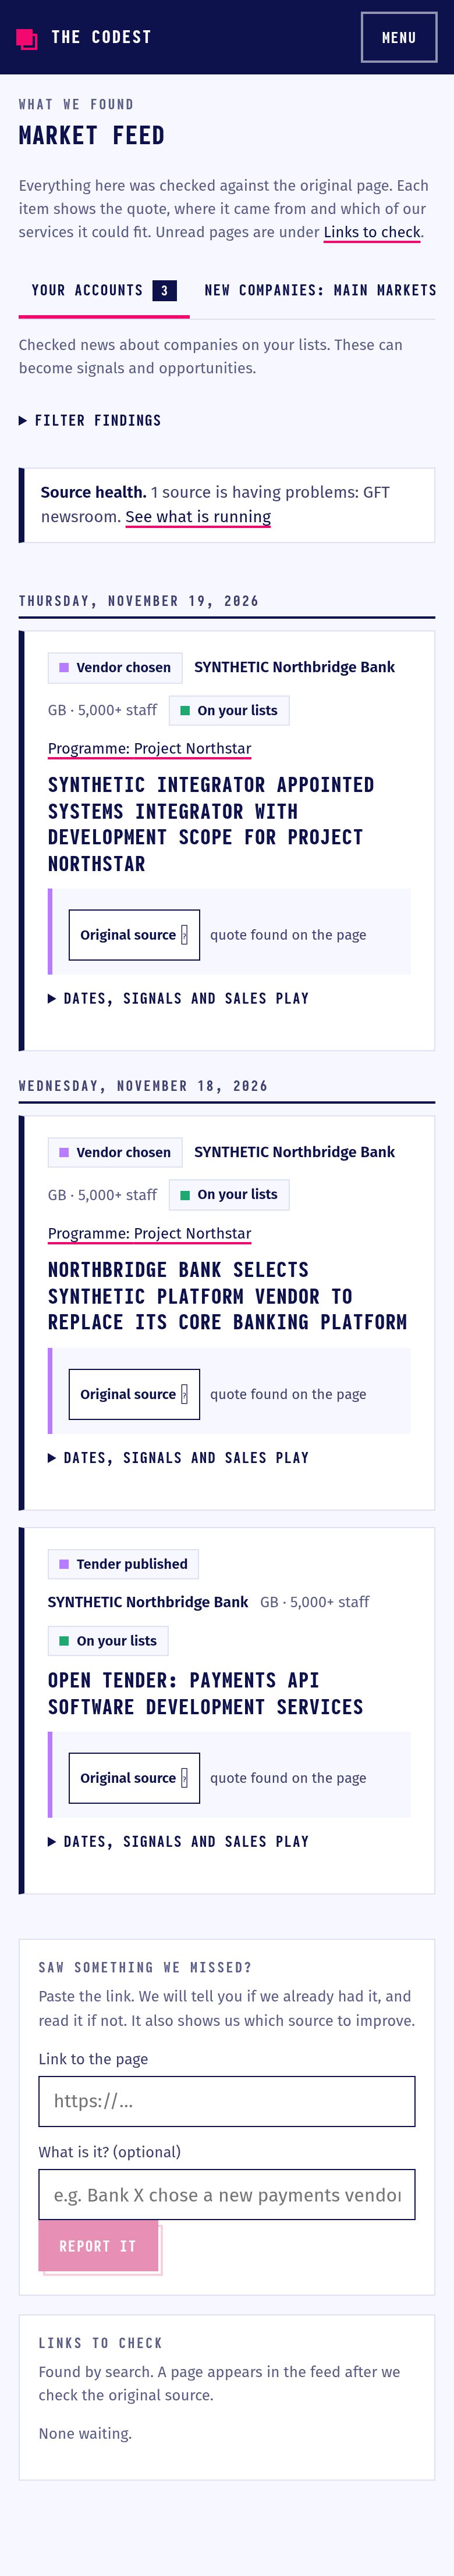 THE CODEST
MENU
WHAT WE FOUND
MARKET FEED
Everything here was checked against the original page. Each
item shows the quote, where it came from and which of our
services it could fit. Unread pages are under Links to check.
YOUR ACCOUNTS 3 NEW COMPANIES: MAIN MARKETS
Checked news about companies on your lists. These can
become signals and opportunities.
▶ FILTER FINDINGS
Source health. 1 source is having problems: GFT
newsroom. See what is running
THURSDAY, NOVEMBER 19, 2026
Vendor chosen SYNTHETIC Northbridge Bank
GB · 5,000+ staff On your lists
Programme: Project Northstar
SYNTHETIC INTEGRATOR APPOINTED
SYSTEMS INTEGRATOR WITH
DEVELOPMENT SCOPE FOR PROJECT
NORTHSTAR
Original source quote found on the page
▶ DATES, SIGNALS AND SALES PLAY
WEDNESDAY, NOVEMBER 18, 2026
Vendor chosen SYNTHETIC Northbridge Bank
GB · 5,000+ staff On your lists
Programme: Project Northstar
NORTHBRIDGE BANK SELECTS
SYNTHETIC PLATFORM VENDOR TO
REPLACE ITS CORE BANKING PLATFORM
Original source quote found on the page
▶ DATES, SIGNALS AND SALES PLAY
Tender published
SYNTHETIC Northbridge Bank GB · 5,000+ staff
On your lists
OPEN TENDER: PAYMENTS API
SOFTWARE DEVELOPMENT SERVICES
Original source quote found on the page
▶ DATES, SIGNALS AND SALES PLAY
SAW SOMETHING WE MISSED?
Paste the link. We will tell you if we already had it, and
read it if not. It also shows us which source to improve.
Link to the page
https://...
What is it? (optional)
e.g. Bank X chose a new payments vendor
REPORT IT
LINKS TO CHECK
Found by search. A page appears in the feed after we
check the original source.
None waiting.